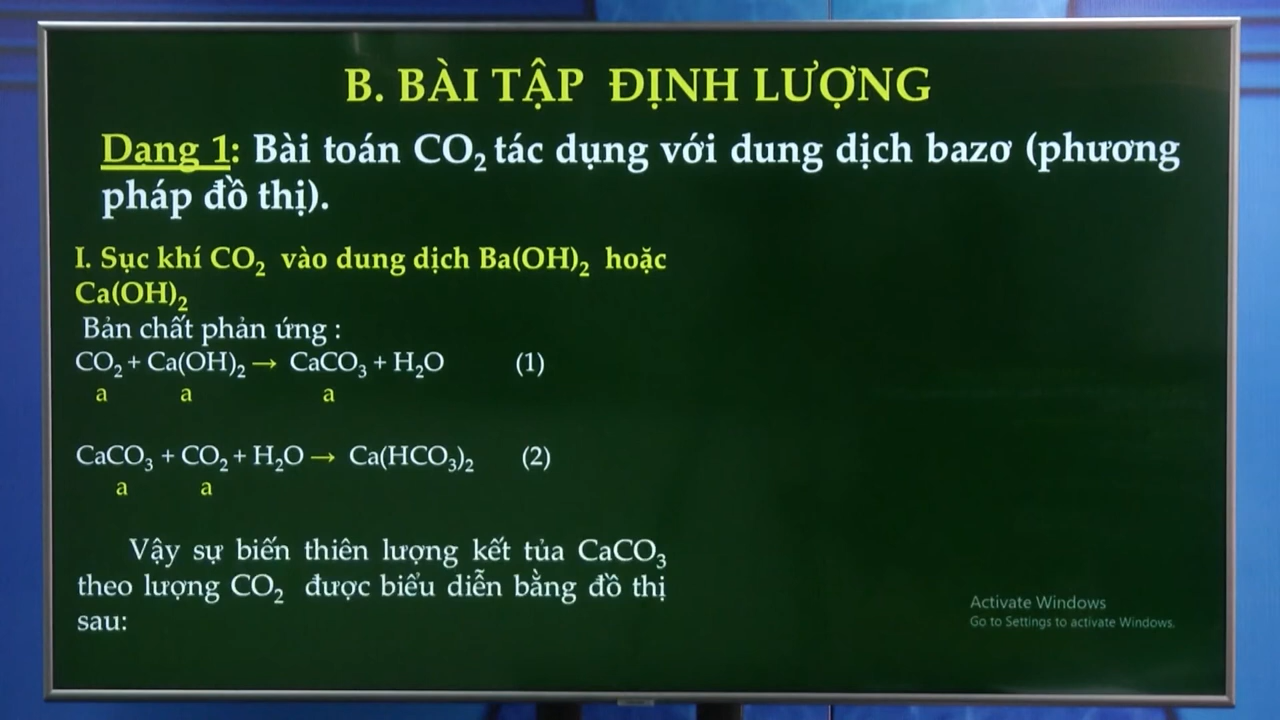 B. BÀI TẬP ĐỊNH LƯỢNG
Dạng 1: Bài toán CO₂ tác dụng với dung dịch bazơ (phương
pháp đồ thị).
I. Sục khí CO₂ vào dung dịch Ba(OH)₂ hoặc
Ca(OH)₂
Bản chất phản ứng :
CO₂ + Ca(OH)₂ → CaCO₃ + H₂O (1)
a a a
CaCO₃ + CO₂ + H₂O → Ca(HCO₃)₂ (2)
a a
Vậy sự biến thiên lượng kết tủa CaCO₃
theo lượng CO₂ được biểu diễn bằng đồ thị
sau:
Activate Windows
Go to Settings to activate Windows.